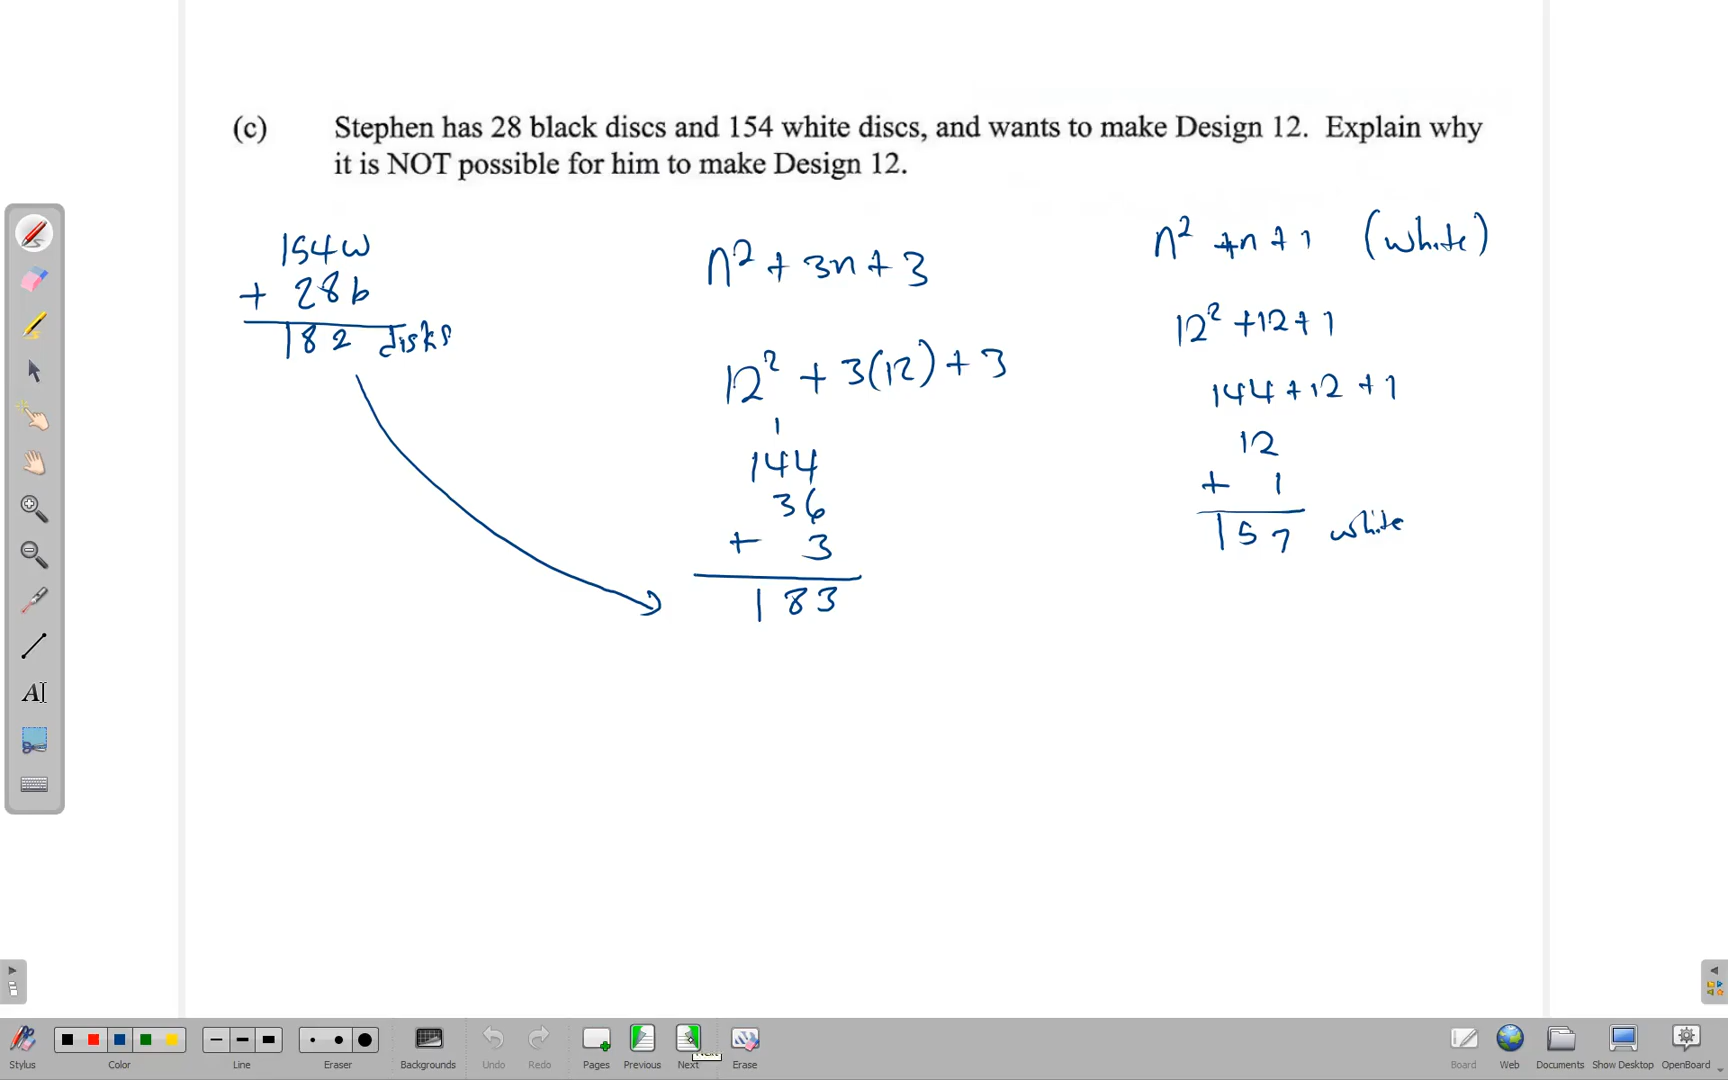 (c) Stephen has 28 black discs and 154 white discs, and wants to make Design 12. Explain why
it is NOT possible for him to make Design 12.
154w
+ 28b
182 disks
n² + 3n + 3
12² + 3(12) + 3
1
144
36
+ 3
183
n² +n + 1 (white)
12² +12+ 1
144 + 12 + 1
12
+ 1
157 white
Stylus
Color
Line
Eraser
Backgrounds
Undo
Redo
Pages
Previous
Next
Erase
Board
Web
Documents
Show Desktop
OpenBoard